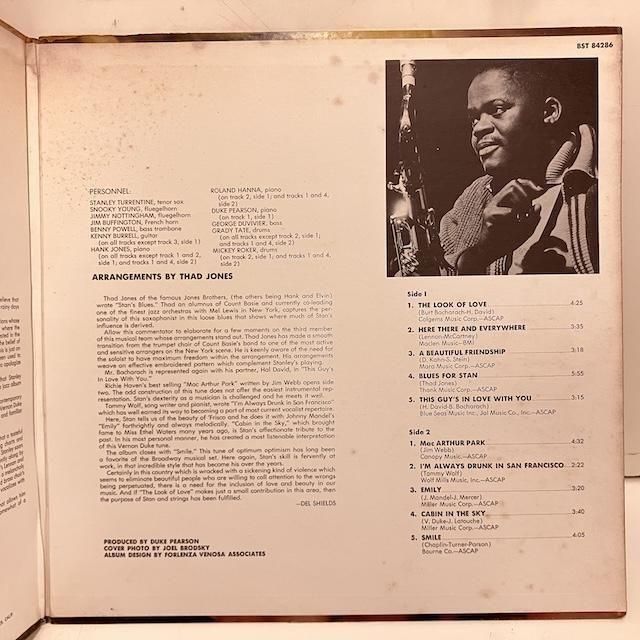 BST 84286
PERSONNEL:
STANLEY TURRENTINE, tenor sax
SNOOKY YOUNG, fluegelhorn
JIMMY NOTTINGHAM, fluegelhorn
JIM BUFFINGTON, French horn
BENNY POWELL, bass trombone
KENNY BURRELL, guitar
(on all tracks except track 3, side 1)
HANK JONES, piano
(on all tracks except track 1 and 2,
side 1; and tracks 1 and 4, side 2)
ROLAND HANNA, piano
(on track 2, side 1; and tracks 1 and 4,
side 2)
DUKE PEARSON, piano
(on track 1, side 1)
GEORGE DUVIVIER, bass
GRADY TATE, drums
(on all tracks except track 2, side 1;
and tracks 1 and 4, side 2)
MICKEY ROKER, drums
(on track 2, side 1; and tracks 1 and 4,
side 2)
ARRANGEMENTS BY THAD JONES
Thad Jones of the famous Jones Brothers, (the others being Hank and Elvin)
wrote "Stan's Blues." Thad an alumnus of Count Basie and currently co-leading
one of the finest jazz orchestras with Mel Lewis in New York, captures the per-
sonality of this saxophonist in this loose blues that shows where much of Stan's
influence is derived.
Allow this commentator to elaborate for a few moments on the third member
of this musical team whose arrangements stand out. Thad Jones has made a smooth
transition from the trumpet chair of Count Basie's band to one of the most active
and sensitive arrangers on the New York scene. He is keenly aware of the need for
the soloist to have maximum freedom within the arrangement. His arrangements
weave an effective embroidered pattern which complement Stanley's playing.
Mr. Bacharach is represented again with his partner, Hal David, in "This Guy's
In Love With You."
Richie Haven's best selling "Mac Arthur Park" written by Jim Webb opens side
two. The odd construction of this tune does not offer the easiest instrumental rep-
resentation. Stan's dexterity as a musician is challenged and he meets it well.
Tammy Wolf, song writer and pianist, wrote "I'm Always Drunk in San Francisco"
which has well earned its way to becoming a part of most current vocalist repertoire.
Here, Stan tells us of the beauty of 'Frisco and he does it with Johnny Mandel's
"Emily" forthrightly and always melodically. "Cabin in the Sky," which brought
fame to Miss Ethel Waters many years ago, is Stan's affectionate tribute to the
past. In his most personal manner, he has created a most listenable interpretation
of this Vernon Duke tune.
The album closes with "Smile." This tune of optimum optimism has long been
a favorite of the Broadway musical set. Here again, Stan's skill is fervently at
work, in that incredible style that has become his over the years.
Certainly in this country which is wracked with a sickening kind of violence which
seems to eliminate beautiful people who are willing to call attention to the wrongs
being perpetuated, there is a need for the inclusion of love and beauty in our
music. And if "The Look of Love" makes just a small contribution in this area, then
the purpose of Stan and strings has been fulfilled.
—DEL SHIELDS
PRODUCED BY DUKE PEARSON
COVER PHOTO BY JOEL BRODSKY
ALBUM DESIGN BY FORLENZA VENOSA ASSOCIATES
Side I
1. THE LOOK OF LOVE 4:25
(Burt Bacharach-H. David)
Colgems Music Corp.—ASCAP
2. HERE THERE AND EVERYWHERE 3:35
(Lennon-McCartney)
Maclen Music—BMI
3. A BEAUTIFUL FRIENDSHIP 3:18
(D. Kahn-S. Stein)
Mara Music Corp.—ASCAP
4. BLUES FOR STAN 5:55
(Thad Jones)
Thank Music Corp.—ASCAP
5. THIS GUY'S IN LOVE WITH YOU 3:15
(H. David-B. Bacharach)
Blue Seas Music Inc., Jac Music Co., Inc.—ASCAP
Side 2
1. Mac ARTHUR PARK 4:32
(Jim Webb)
Canopy Music—ASCAP
2. I'M ALWAYS DRUNK IN SAN FRANCISCO 2:22
(Tammy Wolf)
Wolf Mills Music, Inc.—ASCAP
3. EMILY 3:20
(J. Mandel-J. Mercer)
Miller Music Corp.—ASCAP
4. CABIN IN THE SKY 3:40
(V. Duke-J. Latouche)
Miller Music Corp.—ASCAP
5. SMILE 4:05
(Chaplin-Turner-Parson)
Bourne Co.—ASCAP